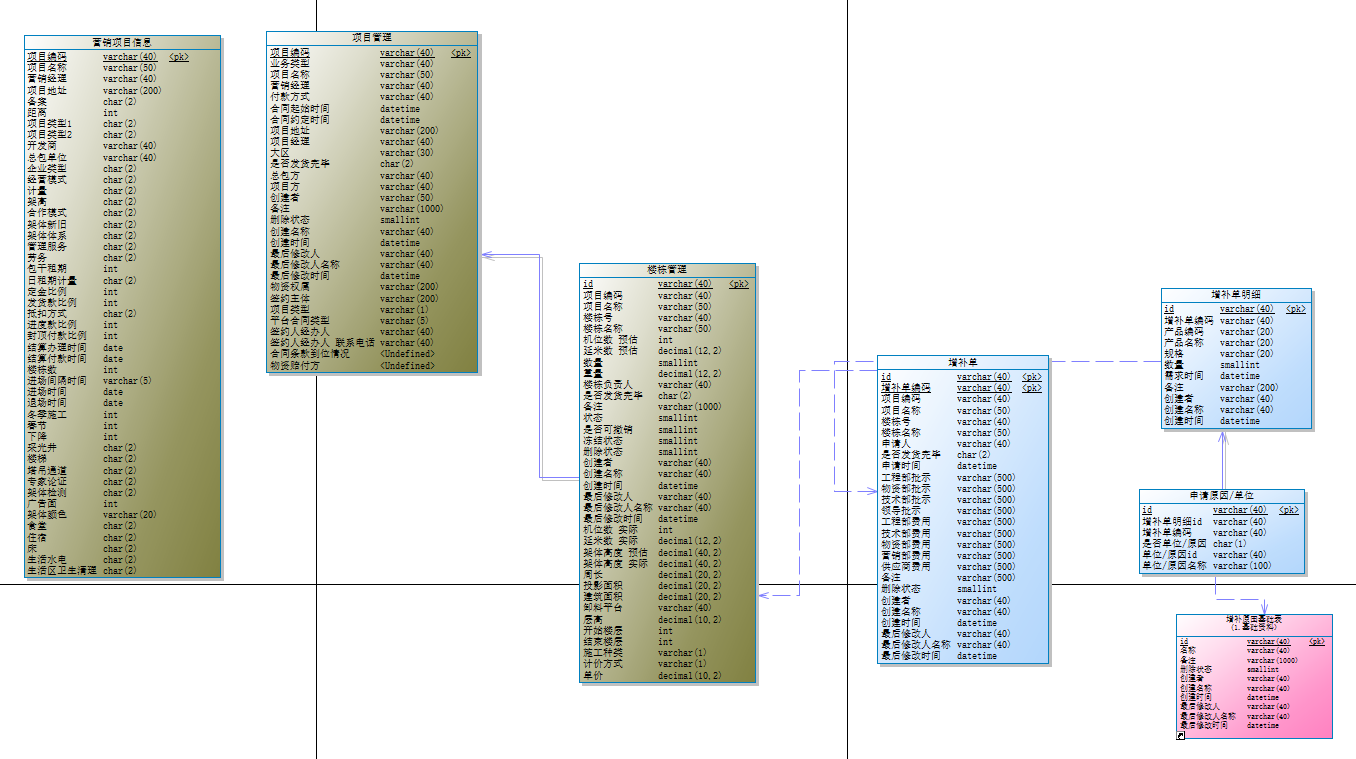 营销项目信息
项目编码 varchar(40) <pk>
项目名称 varchar(50)
营销经理 varchar(40)
项目地址 varchar(200)
备案 char(2)
距离 int
项目类型1 char(2)
项目类型2 char(2)
开发商 varchar(40)
总包单位 varchar(40)
企业类型 char(2)
经营模式 char(2)
计量 char(2)
架高 char(2)
合作模式 char(2)
架体新旧 char(2)
架体体系 char(2)
管理服务 char(2)
劳务 char(2)
包干租期 int
日租期计量 char(2)
定金比例 int
发货款比例 int
抵扣方式 char(2)
进度款比例 int
封顶付款比例 int
结算办理时间 date
结算付款时间 date
楼栋数 int
进场间隔时间 varchar(5)
进场时间 date
退场时间 date
冬季施工 int
春节 int
下降 int
采光井 char(2)
楼梯 char(2)
塔吊通道 char(2)
专家论证 char(2)
架体检测 char(2)
广告面 int
架体颜色 varchar(20)
食堂 char(2)
住宿 char(2)
床 char(2)
生活水电 char(2)
生活区卫生清理 char(2)
项目管理
项目编码 varchar(40) <pk>
业务类型 varchar(40)
项目名称 varchar(50)
营销经理 varchar(40)
付款方式 varchar(40)
合同起始时间 datetime
合同约定时间 datetime
项目地址 varchar(200)
项目经理 varchar(40)
大区 varchar(30)
是否发货完毕 char(2)
总包方 varchar(40)
项目方 varchar(40)
创建者 varchar(50)
备注 varchar(1000)
删除状态 smallint
创建名称 varchar(40)
创建时间 datetime
最后修改人 varchar(40)
最后修改人名称 varchar(40)
最后修改时间 datetime
物资权属 varchar(200)
签约主体 varchar(200)
项目类型 varchar(1)
平台合同类型 varchar(5)
签约人经办人 varchar(40)
签约人经办人 联系电话 varchar(40)
合同条款到位情况 <Undefined>
物资赔付方 <Undefined>
楼栋管理
id varchar(40) <pk>
项目编码 varchar(40)
项目名称 varchar(50)
楼栋号 varchar(40)
楼栋名称 varchar(50)
机位数 预估 int
延米数 预估 decimal(12,2)
数量 smallint
重量 decimal(12,2)
楼栋负责人 varchar(40)
是否发货完毕 char(2)
备注 varchar(1000)
状态 smallint
是否可撤销 smallint
冻结状态 smallint
删除状态 smallint
创建者 varchar(40)
创建名称 varchar(40)
创建时间 datetime
最后修改人 varchar(40)
最后修改人名称 varchar(40)
最后修改时间 datetime
机位数 实际 int
延米数 实际 decimal(12,2)
架体高度 预估 decimal(40,2)
架体高度 实际 decimal(40,2)
周长 decimal(20,2)
投影面积 decimal(20,2)
建筑面积 decimal(20,2)
卸料平台 varchar(40)
层高 decimal(10,2)
开始楼层 int
结束楼层 int
施工种类 varchar(1)
计价方式 varchar(1)
单价 decimal(10,2)
增补单
id varchar(40) <pk>
增补单编码 varchar(40) <pk>
项目编码 varchar(40)
项目名称 varchar(50)
楼栋号 varchar(40)
楼栋名称 varchar(50)
申请人 varchar(40)
是否发货完毕 char(2)
申请时间 datetime
工程部批示 varchar(500)
物资部批示 varchar(500)
技术部批示 varchar(500)
领导批示 varchar(500)
工程部费用 varchar(500)
技术部费用 varchar(500)
物资部费用 varchar(500)
营销部费用 varchar(500)
供应商费用 varchar(500)
备注 varchar(500)
删除状态 smallint
创建者 varchar(40)
创建名称 varchar(40)
创建时间 datetime
最后修改人 varchar(40)
最后修改人名称 varchar(40)
最后修改时间 datetime
增补单明细
id varchar(40) <pk>
增补单编码 varchar(40)
产品编码 varchar(20)
产品名称 varchar(20)
规格 varchar(20)
数量 smallint
需求时间 datetime
备注 varchar(200)
创建者 varchar(40)
创建名称 varchar(40)
创建时间 datetime
申请原因/单位
id varchar(40) <pk>
增补单明细id varchar(40)
增补单编码 varchar(40)
是否单位/原因 char(1)
单位/原因id varchar(40)
单位/原因名称 varchar(100)
增补原因基础表
(1.基础资料)
id varchar(40) <pk>
名称 varchar(40)
备注 varchar(1000)
删除状态 smallint
创建者 varchar(40)
创建名称 varchar(40)
创建时间 datetime
最后修改人 varchar(40)
最后修改人名称 varchar(40)
最后修改时间 datetime